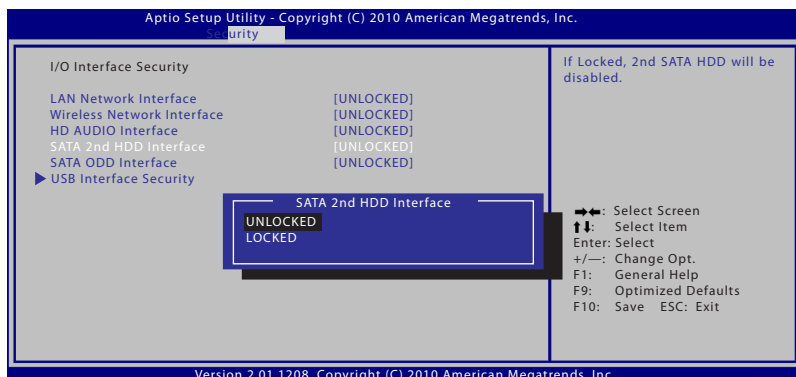 Aptio Setup Utility - Copyright (C) 2010 American Megatrends, Inc.
Security
I/O Interface Security
LAN Network Interface [UNLOCKED]
Wireless Network Interface [UNLOCKED]
HD AUDIO Interface [UNLOCKED]
SATA 2nd HDD Interface [UNLOCKED]
SATA ODD Interface [UNLOCKED]
USB Interface Security
SATA 2nd HDD Interface
UNLOCKED
LOCKED
If Locked, 2nd SATA HDD will be
disabled.
→←: Select Screen
↑↓: Select Item
Enter: Select
+/—: Change Opt.
F1: General Help
F9: Optimized Defaults
F10: Save ESC: Exit
Version 2.01.1208. Copyright (C) 2010 American Megatrends, Inc.